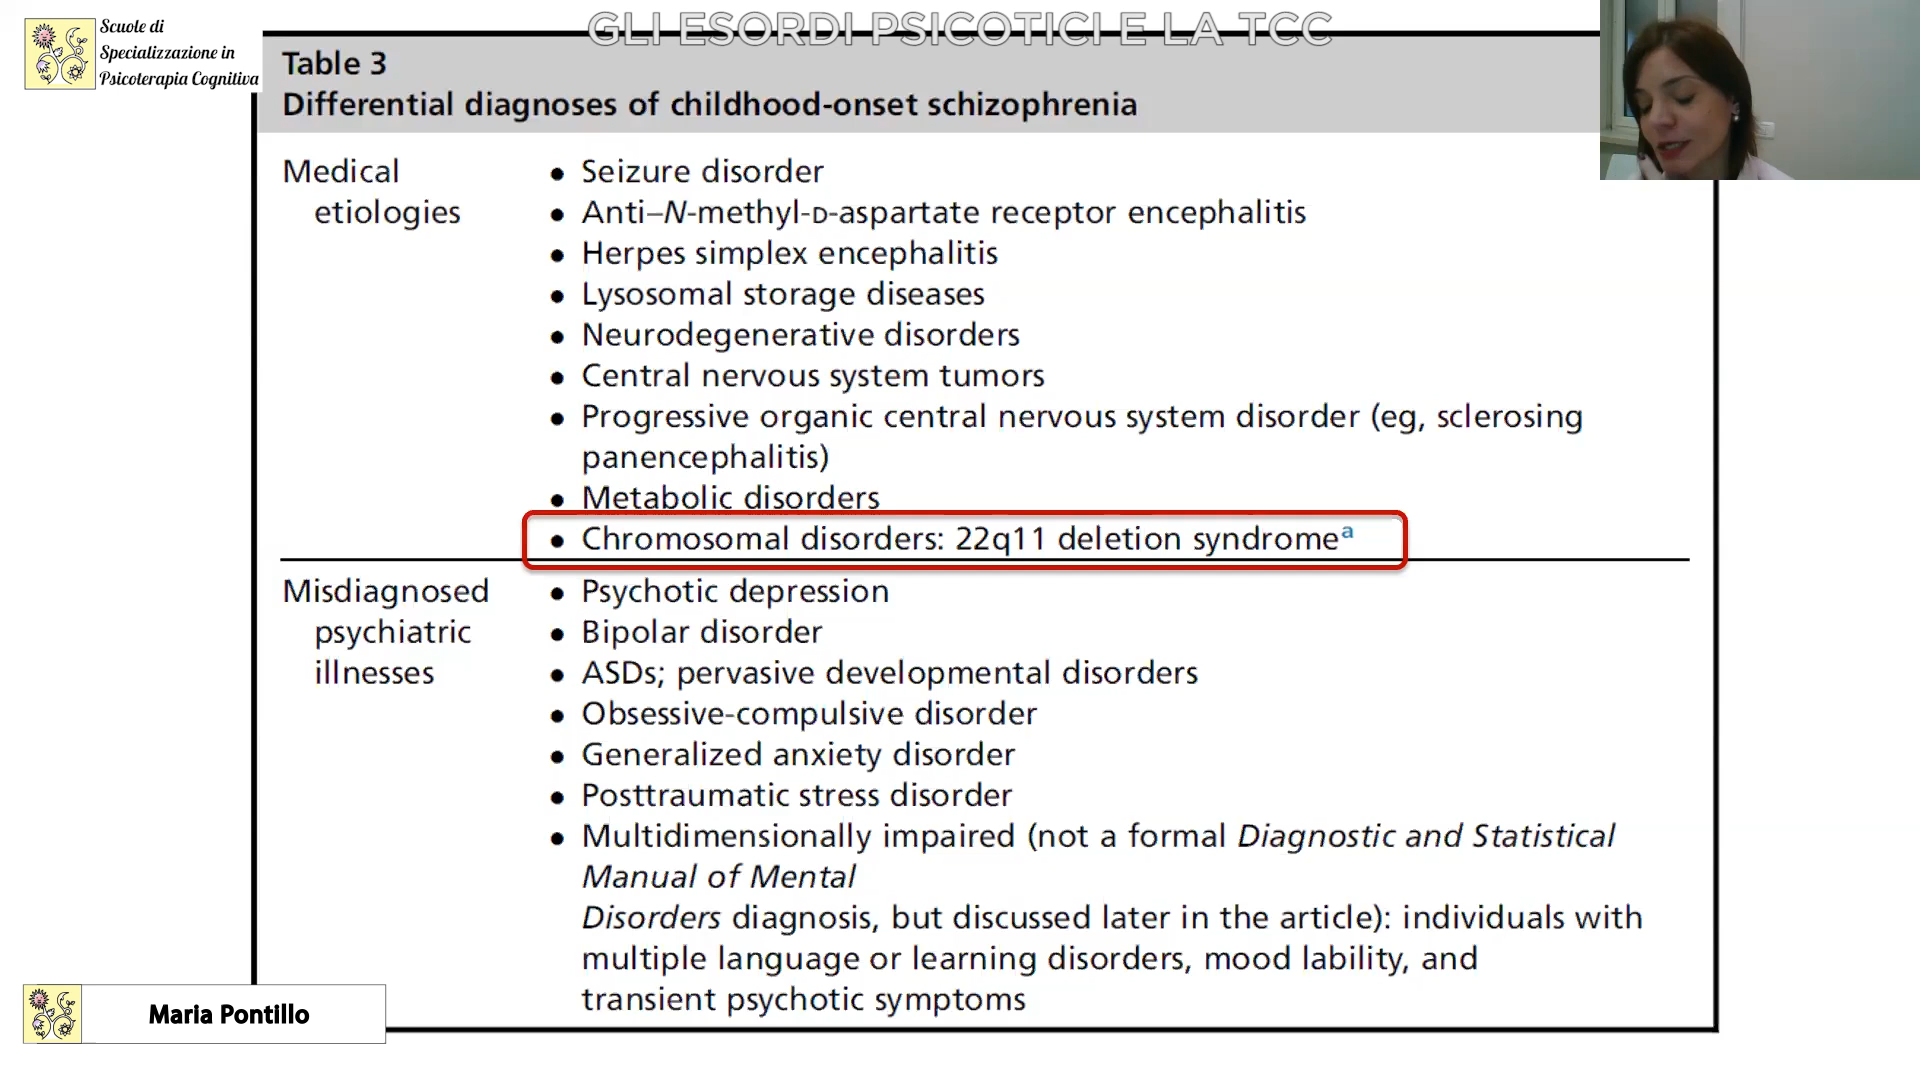 GLI ESORDI PSICOTICI E LA TCC
Scuole di
Specializzazione in
Psicoterapia Cognitiva
Table 3
Differential diagnoses of childhood-onset schizophrenia
Medical
etiologies
• Seizure disorder
• Anti–N-methyl-D-aspartate receptor encephalitis
• Herpes simplex encephalitis
• Lysosomal storage diseases
• Neurodegenerative disorders
• Central nervous system tumors
• Progressive organic central nervous system disorder (eg, sclerosing
panencephalitis)
• Metabolic disorders
• Chromosomal disorders: 22q11 deletion syndromeᵃ
Misdiagnosed
psychiatric
illnesses
• Psychotic depression
• Bipolar disorder
• ASDs; pervasive developmental disorders
• Obsessive-compulsive disorder
• Generalized anxiety disorder
• Posttraumatic stress disorder
• Multidimensionally impaired (not a formal Diagnostic and Statistical
Manual of Mental
Disorders diagnosis, but discussed later in the article): individuals with
multiple language or learning disorders, mood lability, and
transient psychotic symptoms
Maria Pontillo